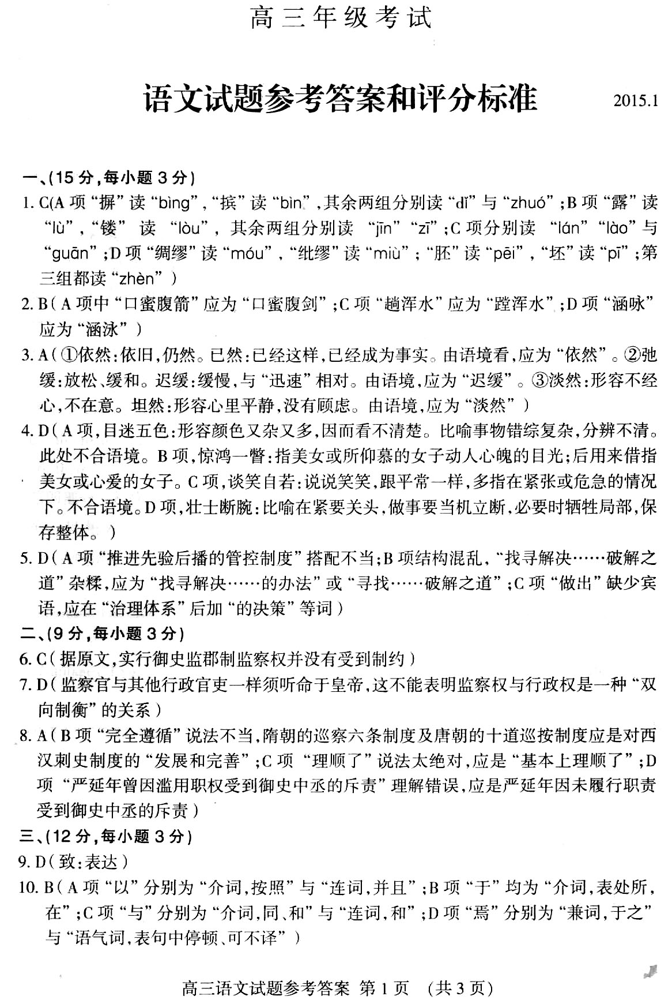 高三年级考试
语文试题参考答案和评分标准 2015.1
一、(15分,每小题3分)
1. C(A项“摒”读“bìng”,“摈”读“bìn”,其余两组分别读“dǐ”与“zhuó”;B项“露”读
“lù”,“镂”读“lòu”,其余两组分别读“jīn”“zī”;C项分别读“lán”“lào”与
“guān”;D项“绸缪”读“móu”,“纰缪”读“miù”;“胚”读“pēi”,“坯”读“pī”;第
三组都读“zhèn”)
2. B(A项中“口蜜腹箭”应为“口蜜腹剑”;C项“趟浑水”应为“蹚浑水”;D项“涵咏”
应为“涵泳”)
3. A(①依然:依旧,仍然。已然:已经这样,已经成为事实。由语境看,应为“依然”。②弛
缓:放松、缓和。迟缓:缓慢,与“迅速”相对。由语境,应为“迟缓”。③淡然:形容不经
心,不在意。坦然:形容心里平静,没有顾虑。由语境,应为“淡然”)
4. D(A项,目迷五色:形容颜色又杂又多,因而看不清楚。比喻事物错综复杂,分辨不清。
此处不合语境。B项,惊鸿一瞥:指美女或所仰慕的女子动人心魄的目光;后用来借指
美女或心爱的女子。C项,谈笑自若:说说笑笑,跟平常一样,多指在紧张或危急的情况
下。不合语境。D项,壮士断腕:比喻在紧要关头,做事要当机立断,必要时牺牲局部,保
存整体。)
5. D(A项“推进先验后播的管控制度”搭配不当;B项结构混乱,“找寻解决……破解之
道”杂糅,应为“找寻解决……的办法”或“寻找……破解之道”;C项“做出”缺少宾
语,应在“治理体系”后加“的决策”等词)
二、(9分,每小题3分)
6. C(据原文,实行御史监郡制监察权并没有受到制约)
7. D(监察官与其他行政官吏一样须听命于皇帝,这不能表明监察权与行政权是一种“双
向制衡”的关系)
8. A(B项“完全遵循”说法不当,隋朝的巡察六条制度及唐朝的十道巡按制度应是对西
汉刺史制度的“发展和完善”;C项“理顺了”说法太绝对,应是“基本上理顺了”;D
项“严延年曾因滥用职权受到御史中丞的斥责”理解错误,应是严延年因未履行职责
受到御史中丞的斥责)
三、(12分,每小题3分)
9. D(致:表达)
10. B(A项“以”分别为“介词,按照”与“连词,并且”;B项“于”均为“介词,表处所,
在”;C项“与”分别为“介词,同、和”与“连词,和”;D项“焉”分别为“兼词,于之”
与“语气词,表句中停顿、可不译”)
高三语文试题参考答案 第1页 (共3页)